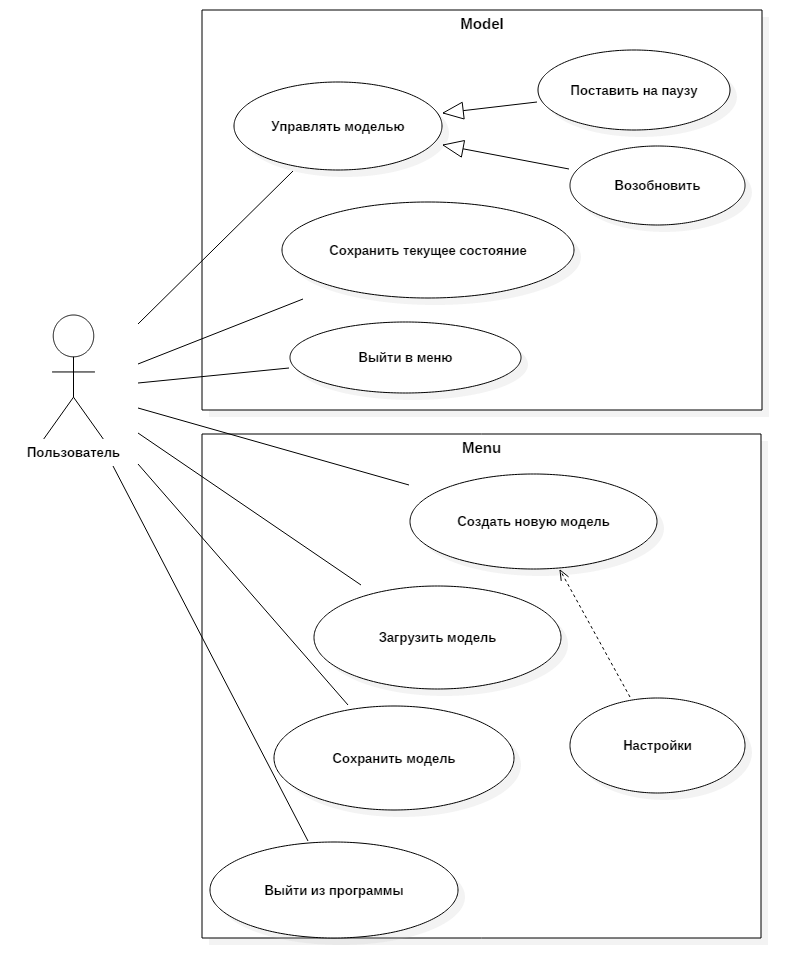 Model
Поставить на паузу
Управлять моделью
Возобновить
Сохранить текущее состояние
Выйти в меню
Пользователь
Menu
Создать новую модель
Загрузить модель
Настройки
Сохранить модель
Выйти из программы